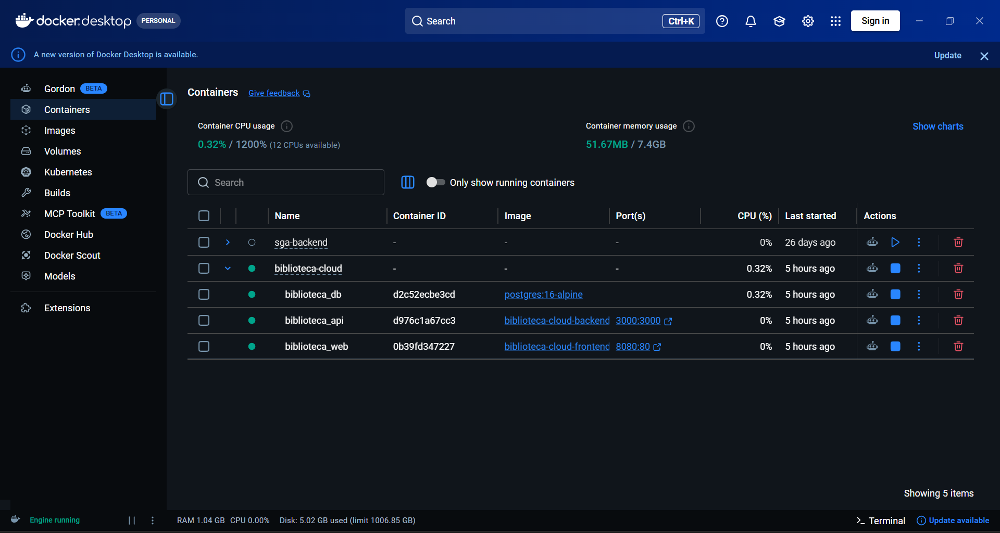 docker.desktop PERSONAL
Search Ctrl+K
Sign in
A new version of Docker Desktop is available.
Update
Gordon BETA
Containers
Images
Volumes
Kubernetes
Builds
MCP Toolkit BETA
Docker Hub
Docker Scout
Models
Extensions
Containers Give feedback
Container CPU usage
0.32% / 1200% (12 CPUs available)
Container memory usage
51.67MB / 7.4GB
Show charts
Search
Only show running containers
Name Container ID Image Port(s) CPU (%) Last started Actions
sga-backend - - - 0% 26 days ago
biblioteca-cloud - - - 0.32% 5 hours ago
biblioteca_db d2c52ecbe3cd postgres:16-alpine 0.32% 5 hours ago
biblioteca_api d976c1a67cc3 biblioteca-cloud-backend 3000:3000 0% 5 hours ago
biblioteca_web 0b39fd347227 biblioteca-cloud-frontend 8080:80 0% 5 hours ago
Showing 5 items
Engine running
RAM 1.04 GB CPU 0.00% Disk: 5.02 GB used (limit 1006.85 GB)
Terminal
Update available